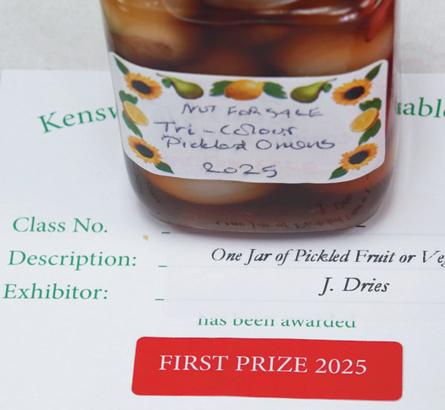 NOT FOR SALE
Tri-Colour
Pickled Onions
2025
Class No.
Description: One Jar of Pickled Fruit or
Exhibitor: J. Dries
has been awarded
FIRST PRIZE 2025